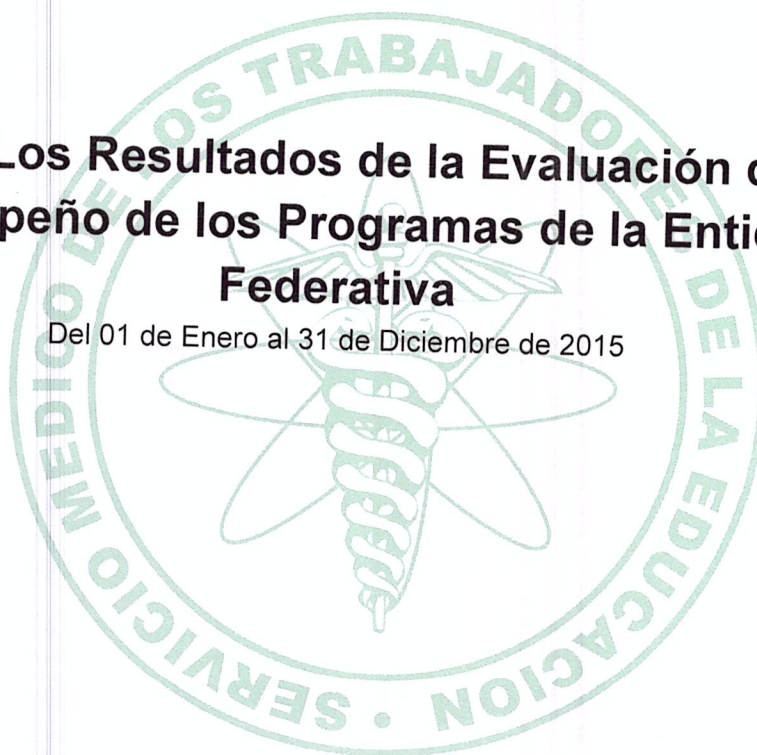 Los Resultados de la Evaluación
peño de los Programas de la Enti
Federativa
Del 01 de Enero al 31 de Diciembre de 2015
SERVICIO MEDICO DE LOS TRABAJADORES DE LA EDUCACION